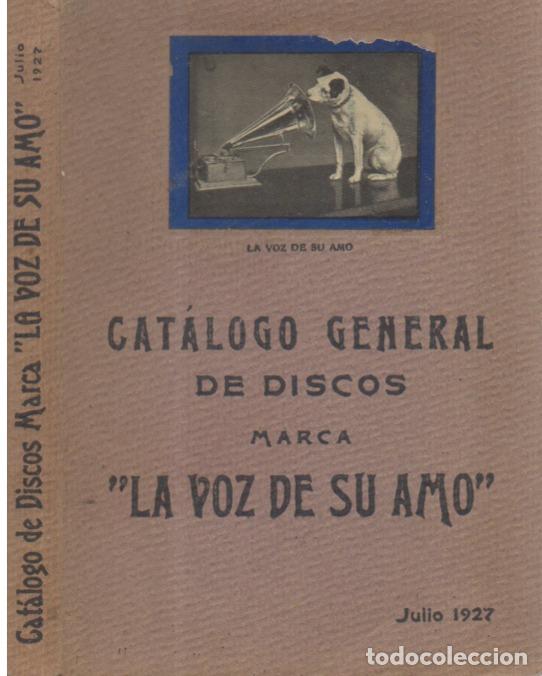 LA VOZ DE SU AMO
CATÁLOGO GENERAL
DE DISCOS
MARCA
"LA VOZ DE SU AMO"
Julio 1927
Catálogo de Discos Marca "LA VOZ DE SU AMO"
Julio
1927
todocoleccion